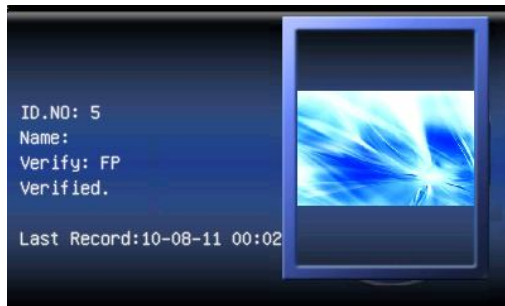 ID.NO: 5
Name:
Verify: FP
Verified.
Last Record:10-08-11 00:02